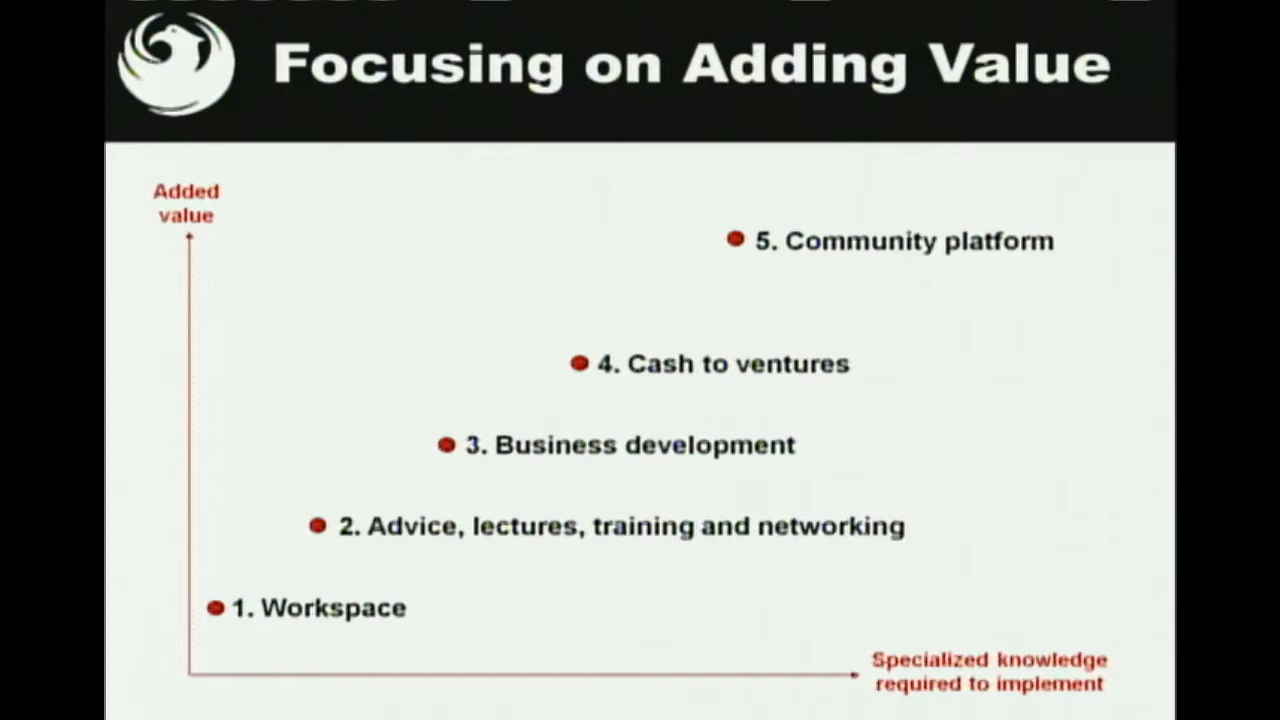 Focusing on Adding Value
Added
value
5. Community platform
4. Cash to ventures
3. Business development
2. Advice, lectures, training and networking
1. Workspace
Specialized knowledge
required to implement